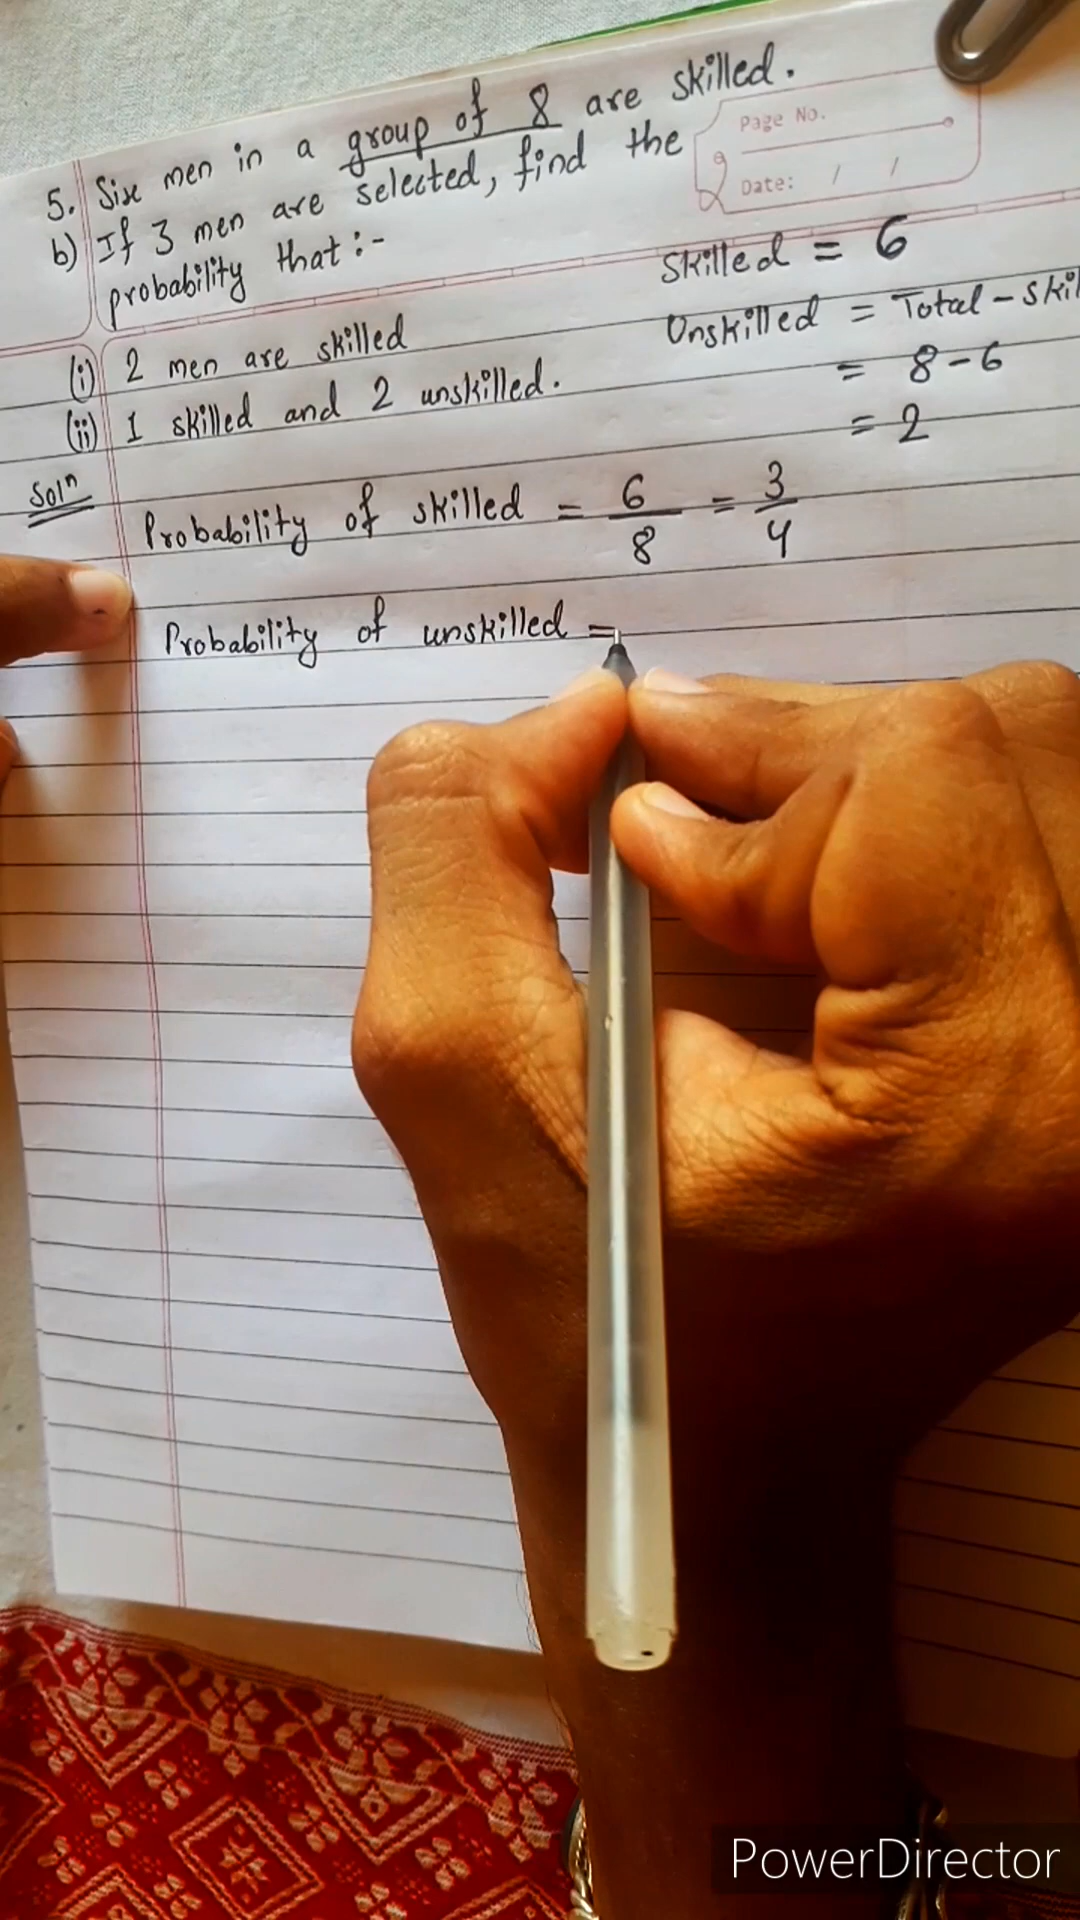 5. Six men in a group of 8 are skilled.
b) If 3 men are selected, find the
probability that :-
Page No.
Date: / /
(i) 2 men are skilled
(ii) 1 skilled and 2 unskilled.
Skilled = 6
Unskilled = Total - Skil
= 8 - 6
= 2
Solⁿ
Probability of skilled = 6/8 = 3/4
Probability of unskilled =
PowerDirector